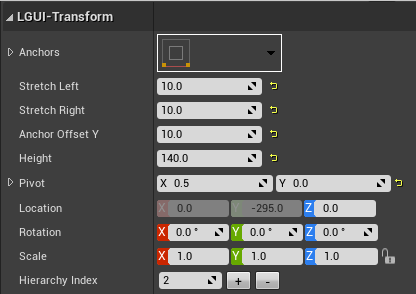 LGUI-Transform
Anchors
Stretch Left 10.0
Stretch Right 10.0
Anchor Offset Y 10.0
Height 140.0
Pivot X 0.5 Y 0.0
Location X 0.0 Y -295.0 Z 0.0
Rotation X 0.0 ° Y 0.0 ° Z 0.0 °
Scale X 1.0 Y 1.0 Z 1.0
Hierarchy Index 2 + -